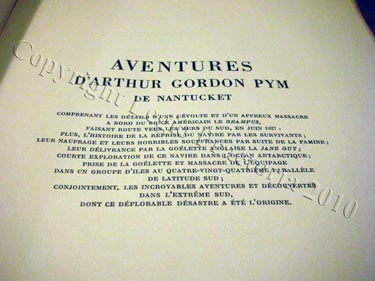 AVENTURES
D'ARTHUR GORDON PYM
DE NANTUCKET
COMPRENANT LES DÉTAILS D'UNE RÉVOLTE ET D'UN AFFREUX MASSACRE
A BORD DU BRICK AMÉRICAIN LE GRAMPUS,
FAISANT ROUTE VERS LES MERS DU SUD, EN JUIN 1827 ;
PLUS, L'HISTOIRE DE LA REPRISE DU NAVIRE PAR LES SURVIVANTS ;
LEUR NAUFRAGE ET LEURS HORRIBLES SOUFFRANCES PAR SUITE DE LA FAMINE ;
LEUR DÉLIVRANCE PAR LA GOËLETTE ANGLAISE LA JANE GUY ;
COURTE EXPLORATION DE CE NAVIRE DANS L'OCÉAN ANTARCTIQUE ;
PRISE DE LA GOËLETTE ET MASSACRE DE L'ÉQUIPAGE
DANS UN GROUPE D'ILES AU QUATRE-VINGT-QUATRIÈME PARALLÈLE
DE LATITUDE SUD ;
CONJOINTEMENT, LES INCROYABLES AVENTURES ET DÉCOUVERTES
DANS L'EXTRÊME SUD,
DONT CE DÉPLORABLE DÉSASTRE A ÉTÉ L'ORIGINE.
Copyright
2010